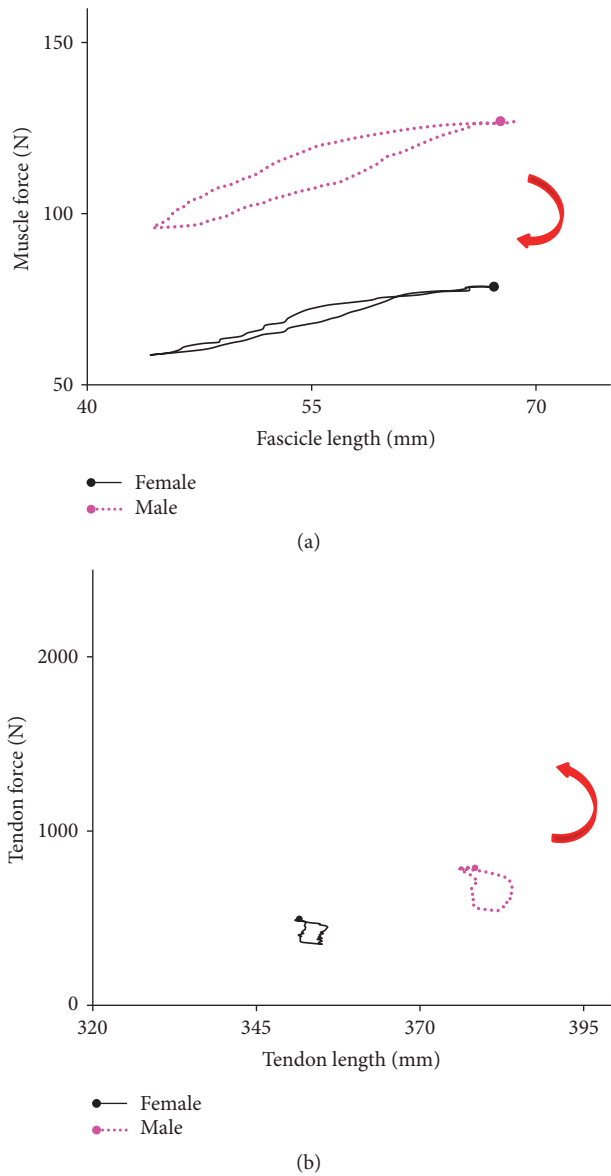 150
100
50
Muscle force (N)
40 55 70
Fascicle length (mm)
Female
Male
(a)
2000
1000
0
Tendon force (N)
320 345 370 395
Tendon length (mm)
Female
Male
(b)